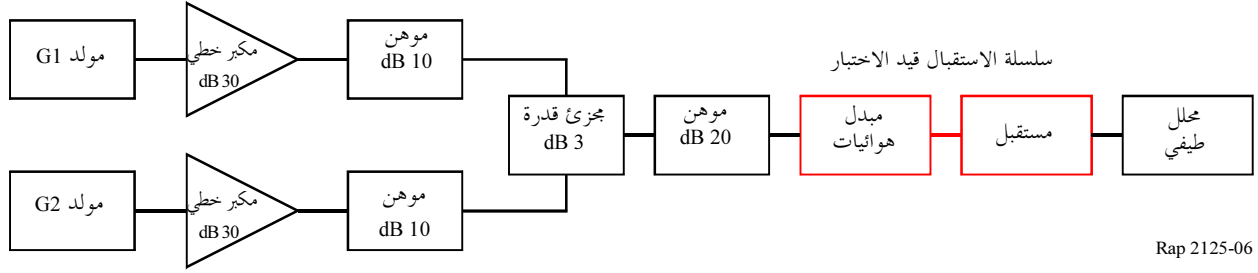 مولد G1
مكبر خطي
dB 30
موهن
dB 10
سلسلة الاستقبال قيد الاختبار
مجزئ قدرة
dB 3
موهن
dB 20
مبدل
هوائيات
مستقبل
محلل
طيفي
مولد G2
مكبر خطي
dB 30
موهن
dB 10
Rap 2125-06